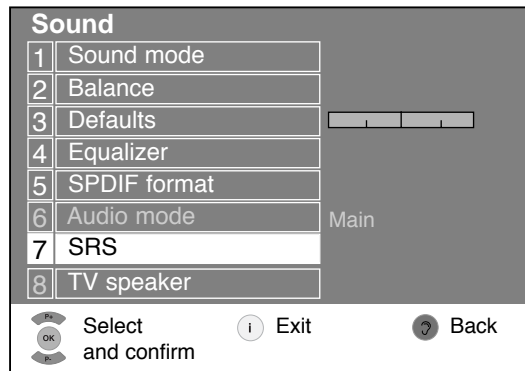 Sound
1 Sound mode
2 Balance
3 Defaults
4 Equalizer
5 SPDIF format
6 Audio mode Main
7 SRS
8 TV speaker
P+
OK
P-
Select
and confirm
i Exit
Back